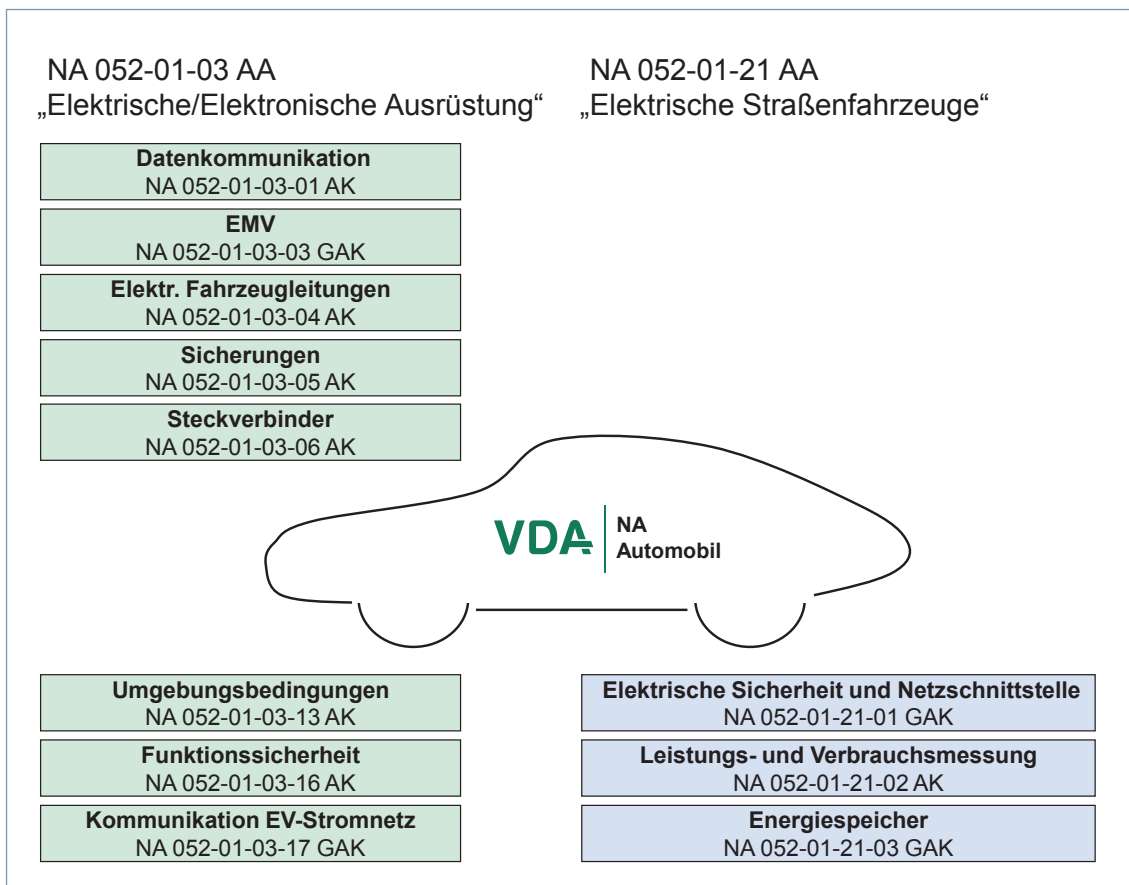 NA 052-01-03 AA
„Elektrische/Elektronische Ausrüstung“
NA 052-01-21 AA
„Elektrische Straßenfahrzeuge“
Datenkommunikation
NA 052-01-03-01 AK
EMV
NA 052-01-03-03 GAK
Elektr. Fahrzeugleitungen
NA 052-01-03-04 AK
Sicherungen
NA 052-01-03-05 AK
Steckverbinder
NA 052-01-03-06 AK
VDA
NA
Automobil
Umgebungsbedingungen
NA 052-01-03-13 AK
Funktionssicherheit
NA 052-01-03-16 AK
Kommunikation EV-Stromnetz
NA 052-01-03-17 GAK
Elektrische Sicherheit und Netzschnittstelle
NA 052-01-21-01 GAK
Leistungs- und Verbrauchsmessung
NA 052-01-21-02 AK
Energiespeicher
NA 052-01-21-03 GAK